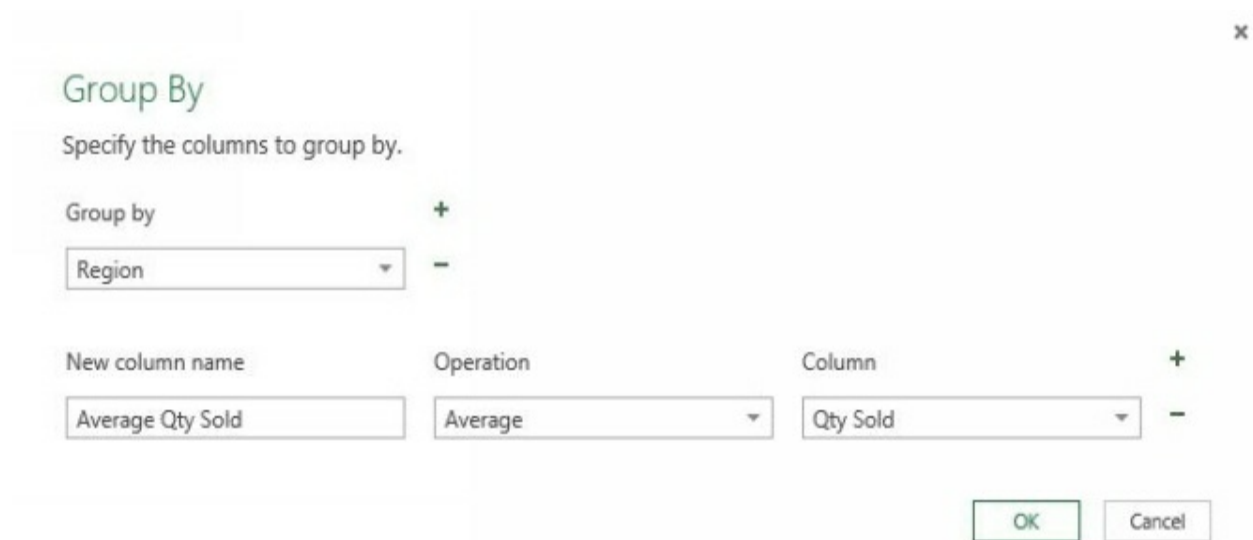 Group By
Specify the columns to group by.
Group by +
Region −
New column name Operation Column +
Average Qty Sold Average Qty Sold −
OK Cancel